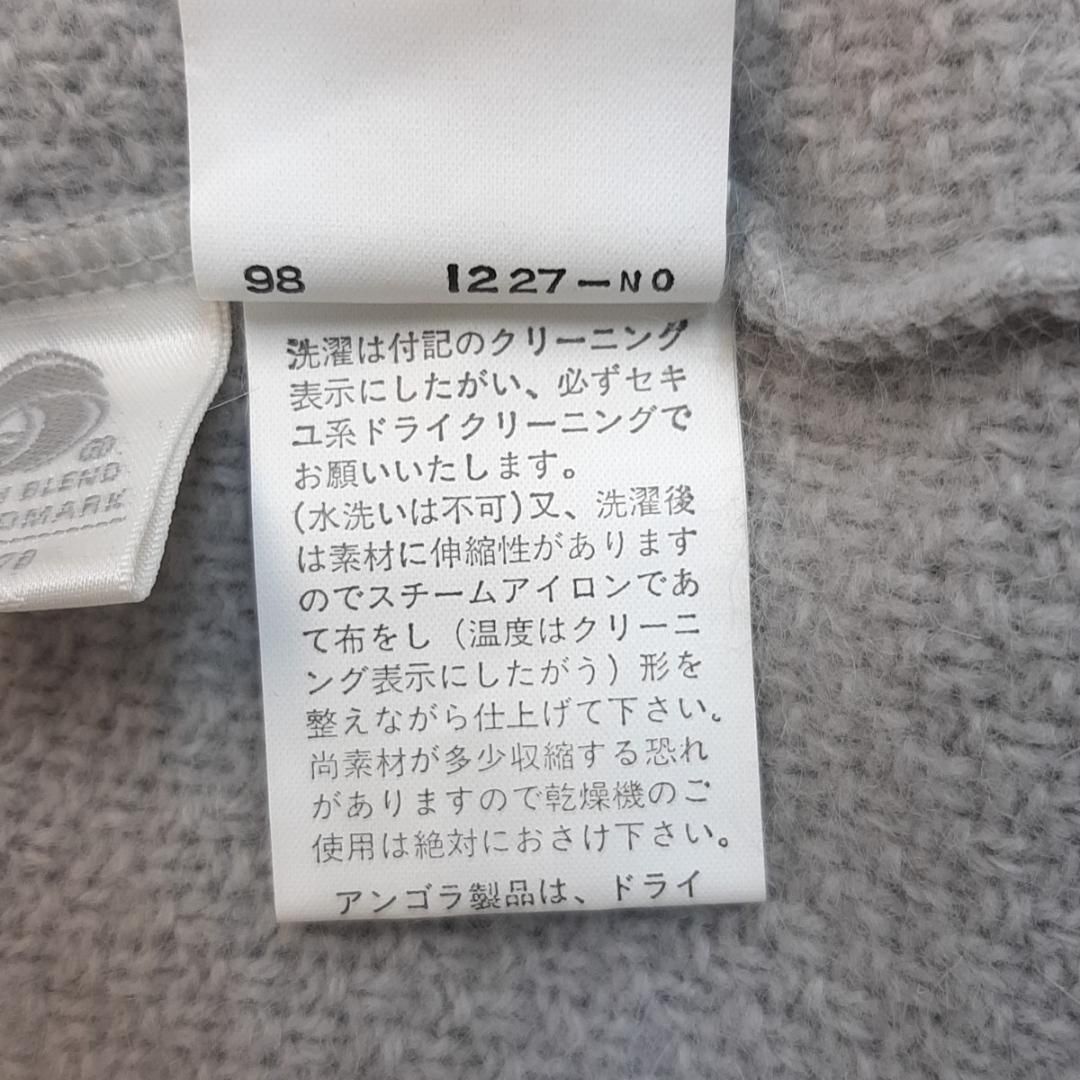 98 1227-NO
洗濯は付記のクリーニング
表示にしたがい、必ずセキ
ユ系ドライクリーニングで
お願いいたします。
(水洗いは不可)又、洗濯後
は素材に伸縮性があります
のでスチームアイロンであ
て布をし（温度はクリーニ
ング表示にしたがう）形を
整えながら仕上げて下さい。
尚素材が多少収縮する恐れ
がありますので乾燥機のご
使用は絶対におさけ下さい。
アンゴラ製品は、ドライ
BLEND